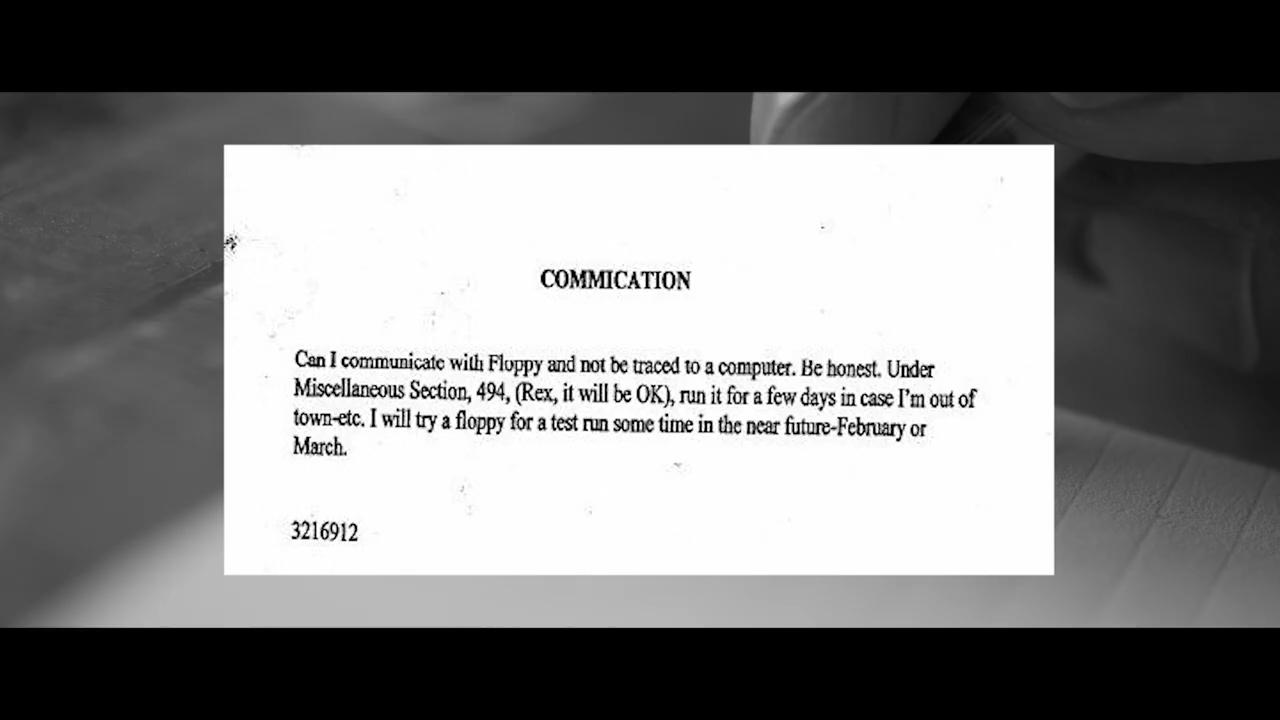 COMMICATION
Can I communicate with Floppy and not be traced to a computer. Be honest. Under
Miscellaneous Section, 494, (Rex, it will be OK), run it for a few days in case I'm out of
town-etc. I will try a floppy for a test run some time in the near future-February or
March.
3216912